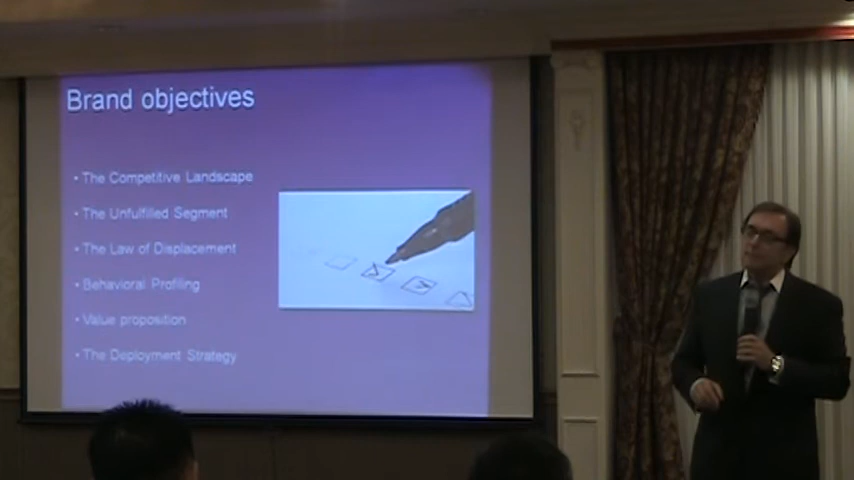 Brand objectives
• The Competitive Landscape
• The Unfulfilled Segment
• The Law of Displacement
• Behavioral Profiling
• Value proposition
• The Deployment Strategy